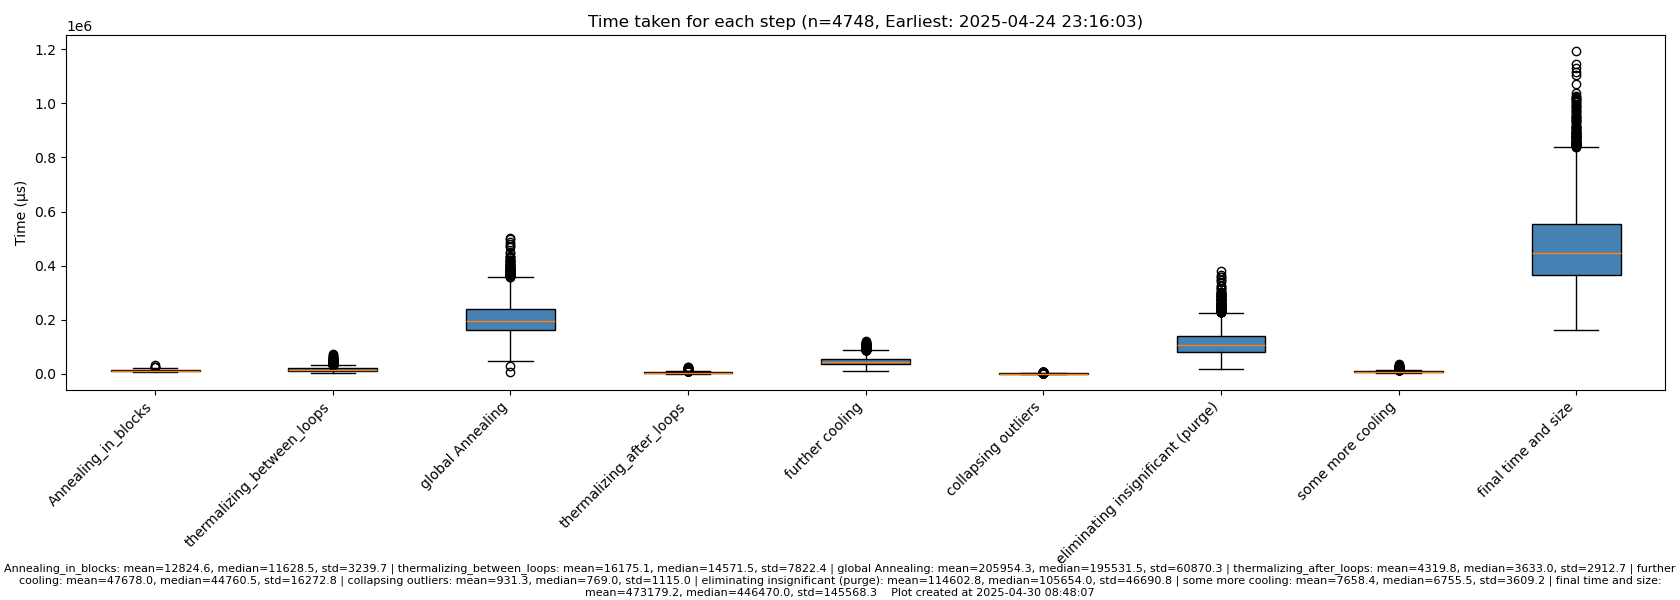 Time taken for each step (n=4748, Earliest: 2025-04-24 23:16:03)
1e6
1.2
1.0
0.8
0.6
0.4
0.2
0.0
Time (µs)
Annealing_in_blocks
thermalizing_between_loops
global Annealing
thermalizing_after_loops
further cooling
collapsing outliers
eliminating insignificant (purge)
some more cooling
final time and size
Annealing_in_blocks: mean=12824.6, median=11628.5, std=3239.7 | thermalizing_between_loops: mean=16175.1, median=14571.5, std=7822.4 | global Annealing: mean=205954.3, median=195531.5, std=60870.3 | thermalizing_after_loops: mean=4319.8, median=3633.0, std=2912.7 | further
cooling: mean=47678.0, median=44760.5, std=16272.8 | collapsing outliers: mean=931.3, median=769.0, std=1115.0 | eliminating insignificant (purge): mean=114602.8, median=105654.0, std=46690.8 | some more cooling: mean=7658.4, median=6755.5, std=3609.2 | final time and size:
mean=473179.2, median=446470.0, std=145568.3    Plot created at 2025-04-30 08:48:07